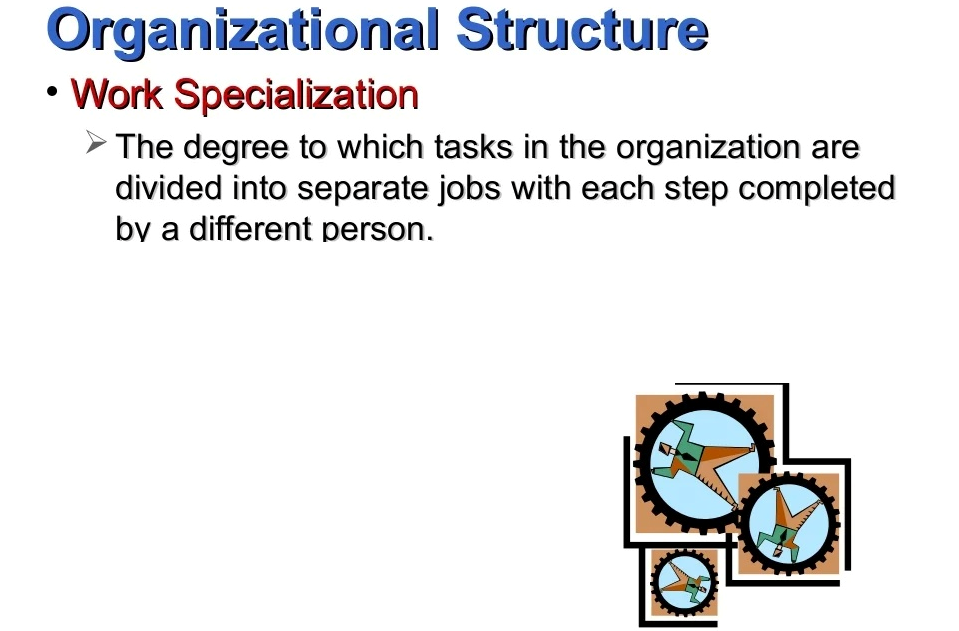 Organizational Structure
• Work Specialization
➢ The degree to which tasks in the organization are
divided into separate jobs with each step completed
by a different person.